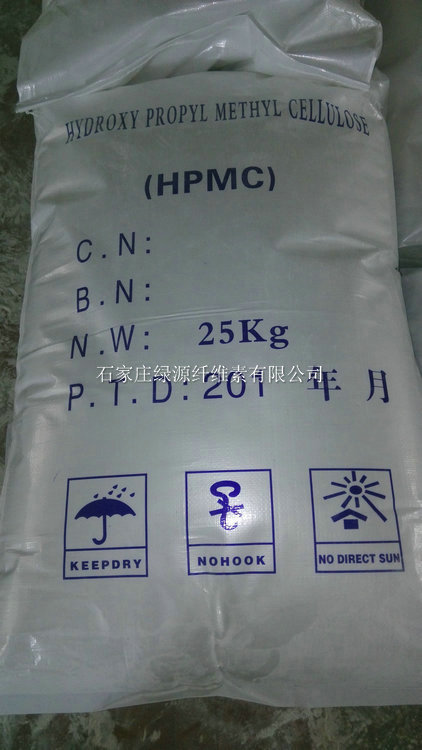 HYDROXY PROPYL METHYL CELLULOSE
(HPMC)
C.N:
B.N:
N.W: 25Kg
石家庄绿源纤维素有限公司
P.T.D:201 年 月
KEEPDRY
NOHOOK
NO DIRECT SUN